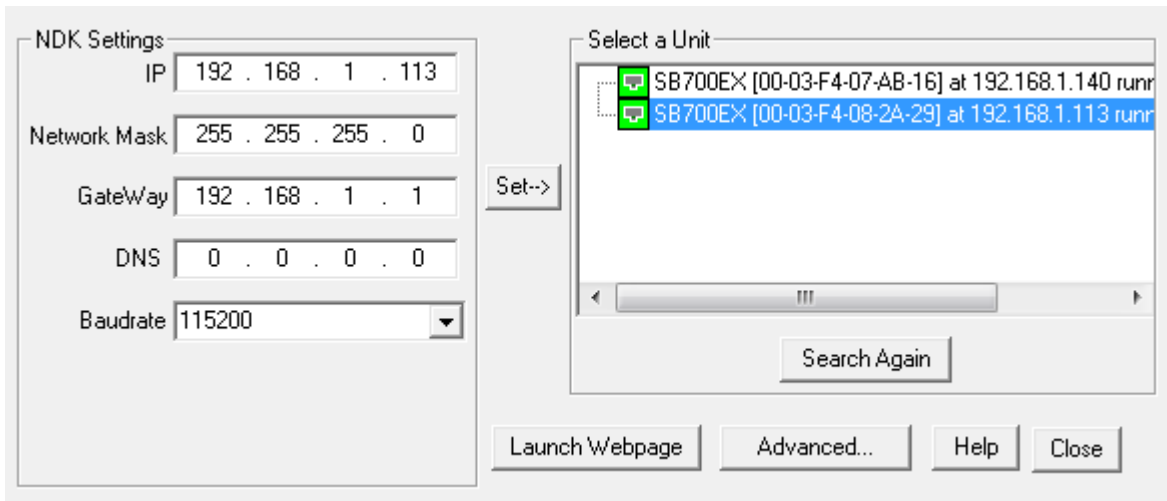 NDK Settings
IP 192 . 168 . 1 . 113
Network Mask 255 . 255 . 255 . 0
GateWay 192 . 168 . 1 . 1
DNS 0 . 0 . 0 . 0
Baudrate 115200
Set-->
Select a Unit
SB700EX [00-03-F4-07-AB-16] at 192.168.1.140 runr
SB700EX [00-03-F4-08-2A-29] at 192.168.1.113 runr
Search Again
Launch Webpage
Advanced...
Help
Close